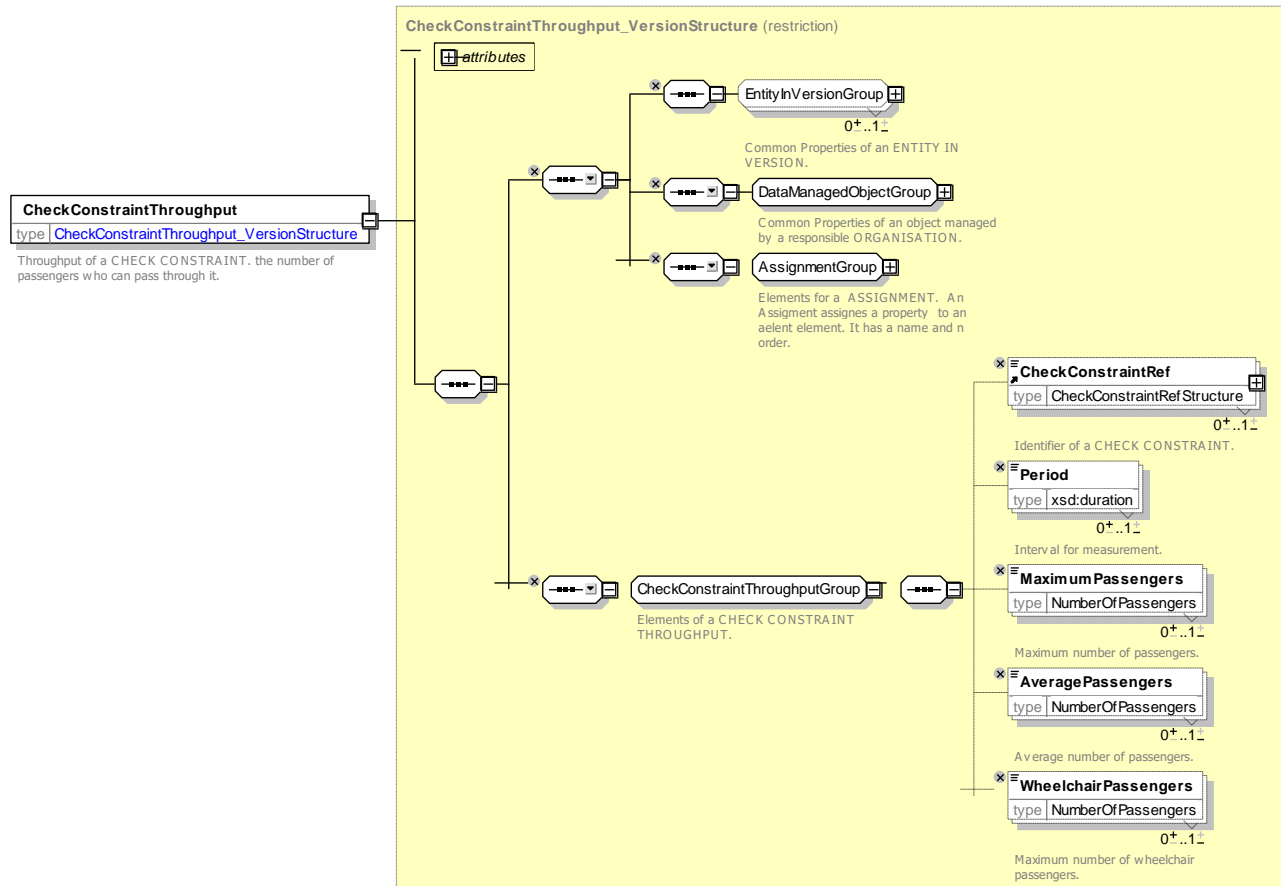 CheckConstraintThroughput_VersionStructure (restriction)
attributes
EntityInVersionGroup
0±..1±
Common Properties of an ENTITY IN
VERSION.
DataManagedObjectGroup
Common Properties of an object managed
by a responsible ORGANISATION.
AssignmentGroup
Elements for a ASSIGNMENT. An
Assigment assignes a property to an
aelent element. It has a name and n
order.
CheckConstraintThroughput
type CheckConstraintThroughput_VersionStructure
Throughput of a CHECK CONSTRAINT. the number of
passengers who can pass through it.
CheckConstraintThroughputGroup
Elements of a CHECK CONSTRAINT
THROUGHPUT.
CheckConstraintRef
type CheckConstraintRefStructure
0±..1±
Identifier of a CHECK CONSTRAINT.
Period
type xsd:duration
0±..1±
Interval for measurement.
MaximumPassengers
type NumberOfPassengers
0±..1±
Maximum number of passengers.
AveragePassengers
type NumberOfPassengers
0±..1±
Average number of passengers.
WheelchairPassengers
type NumberOfPassengers
0±..1±
Maximum number of wheelchair
passengers.